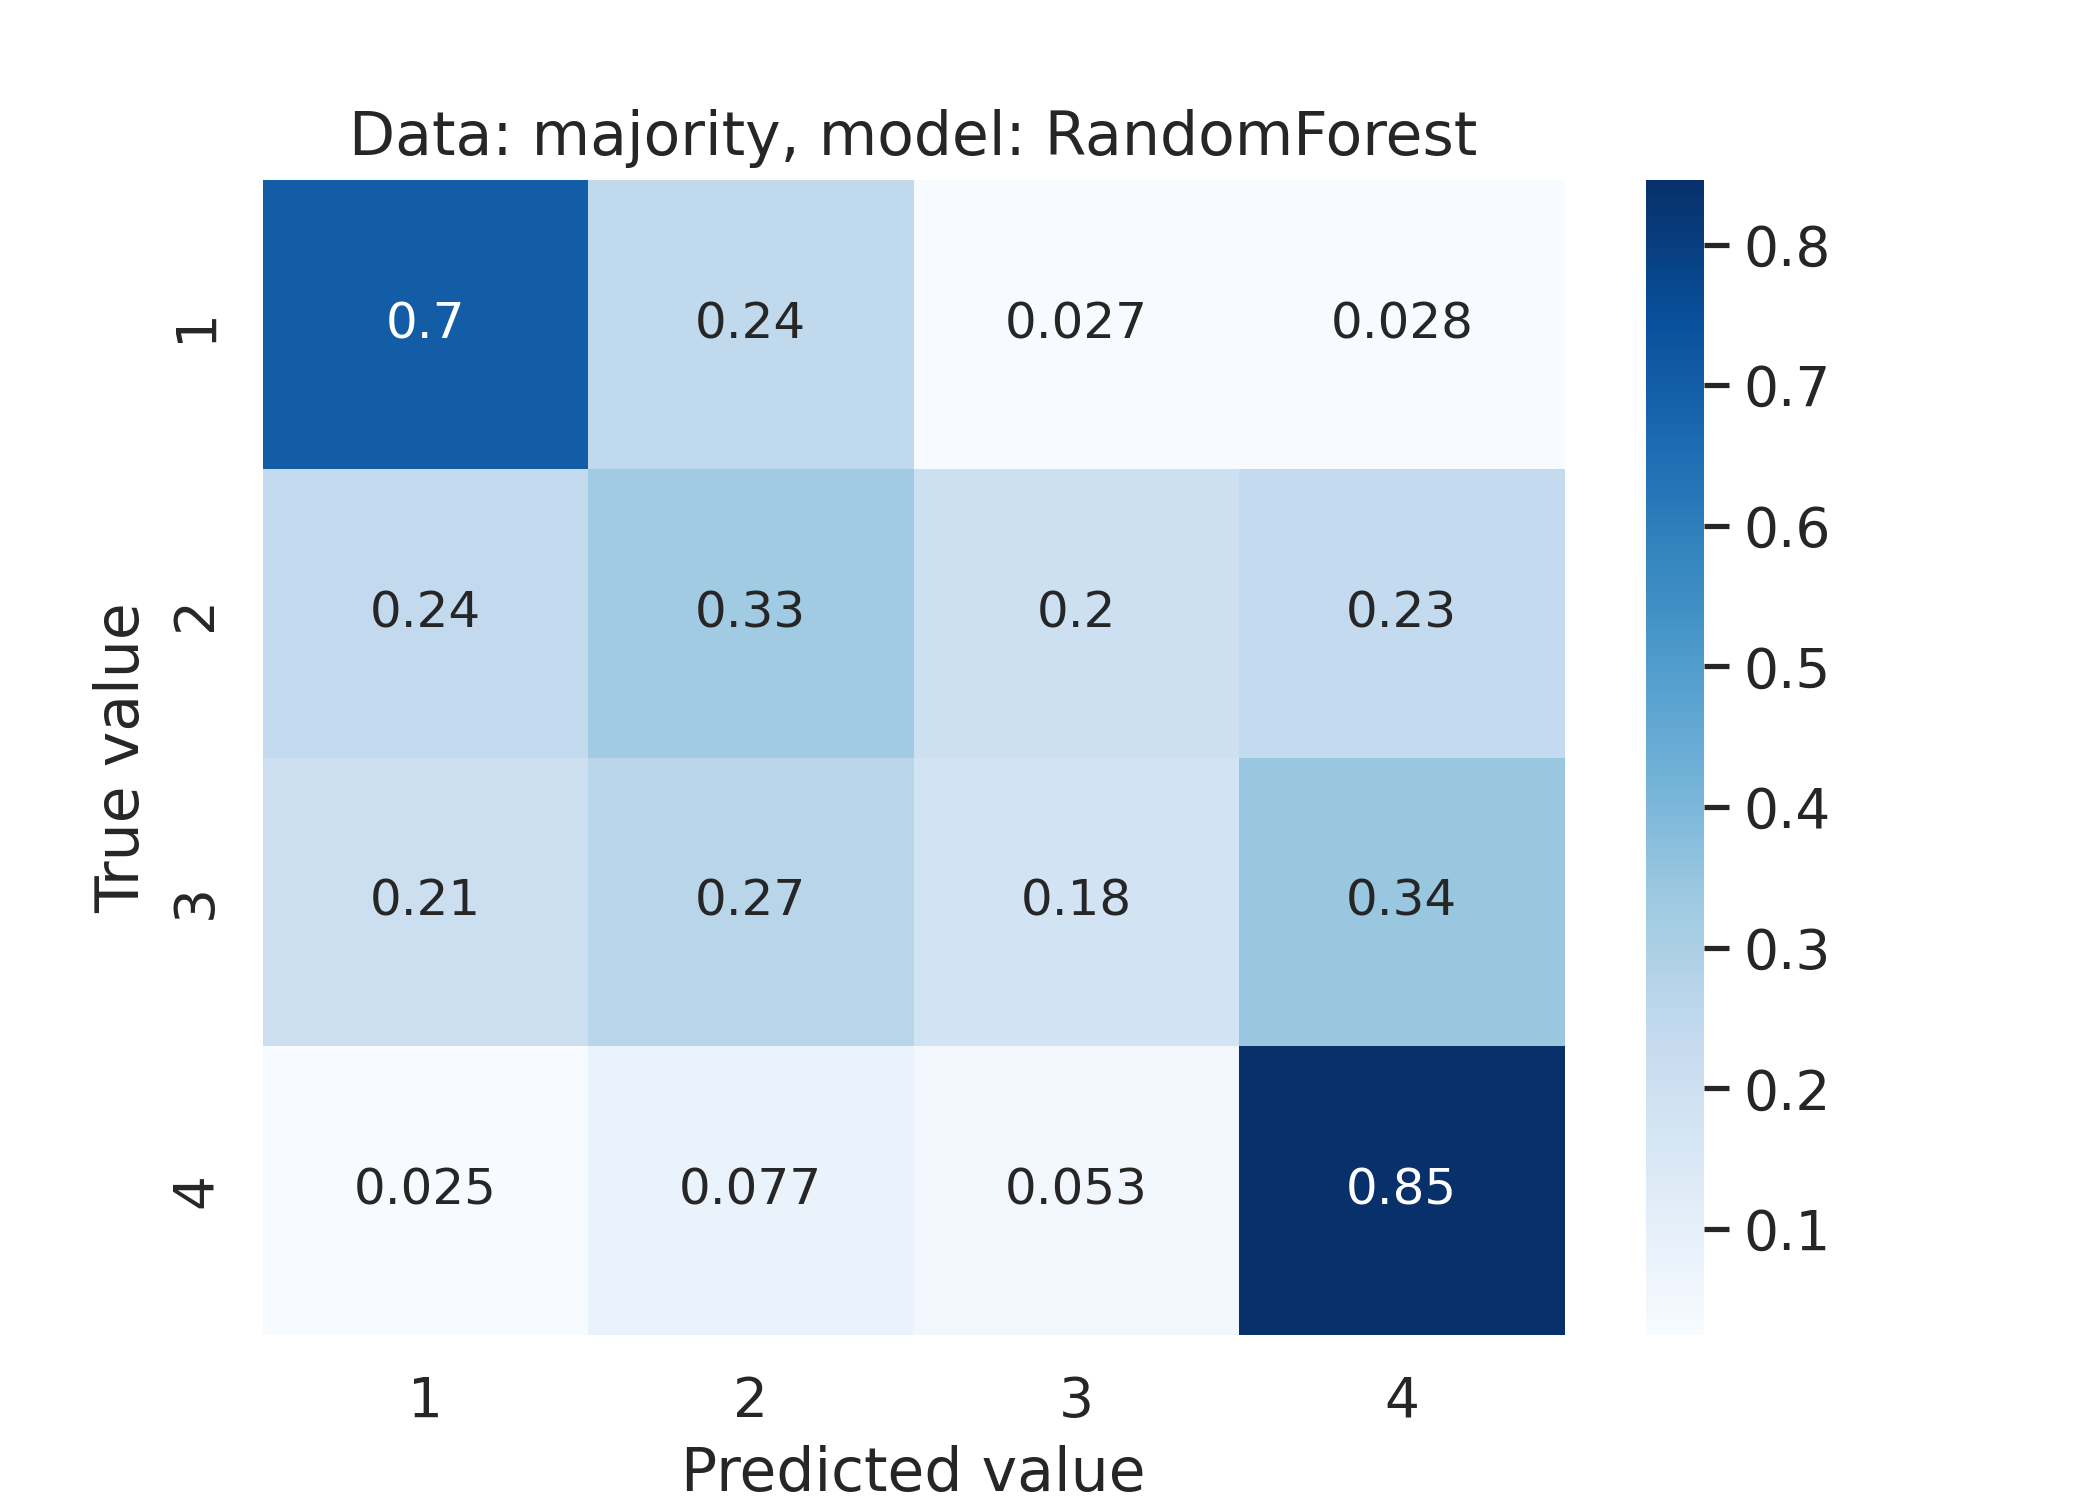 Data: majority, model: RandomForest
1 0.7 0.24 0.027 0.028
2 0.24 0.33 0.2 0.23
3 0.21 0.27 0.18 0.34
4 0.025 0.077 0.053 0.85
1 2 3 4
Predicted value
True value
0.8
0.7
0.6
0.5
0.4
0.3
0.2
0.1